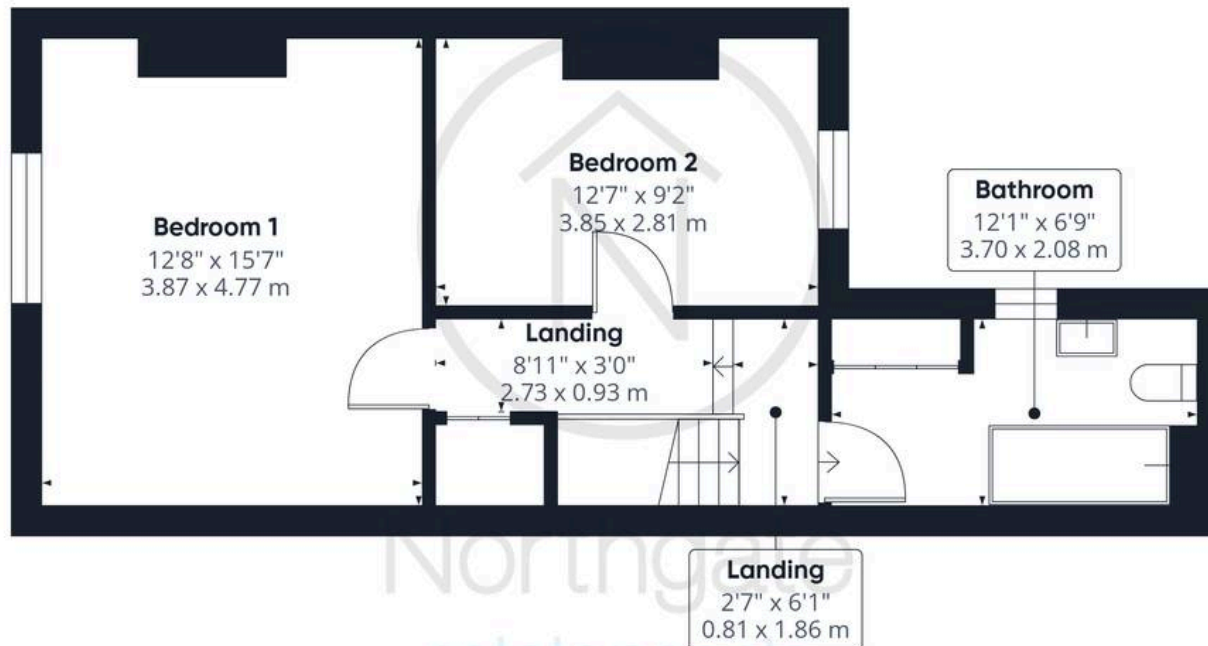 Bedroom 1
12'8" x 15'7"
3.87 x 4.77 m
Bedroom 2
12'7" x 9'2"
3.85 x 2.81 m
Bathroom
12'1" x 6'9"
3.70 x 2.08 m
Landing
8'11" x 3'0"
2.73 x 0.93 m
Northgate
Landing
2'7" x 6'1"
0.81 x 1.86 m